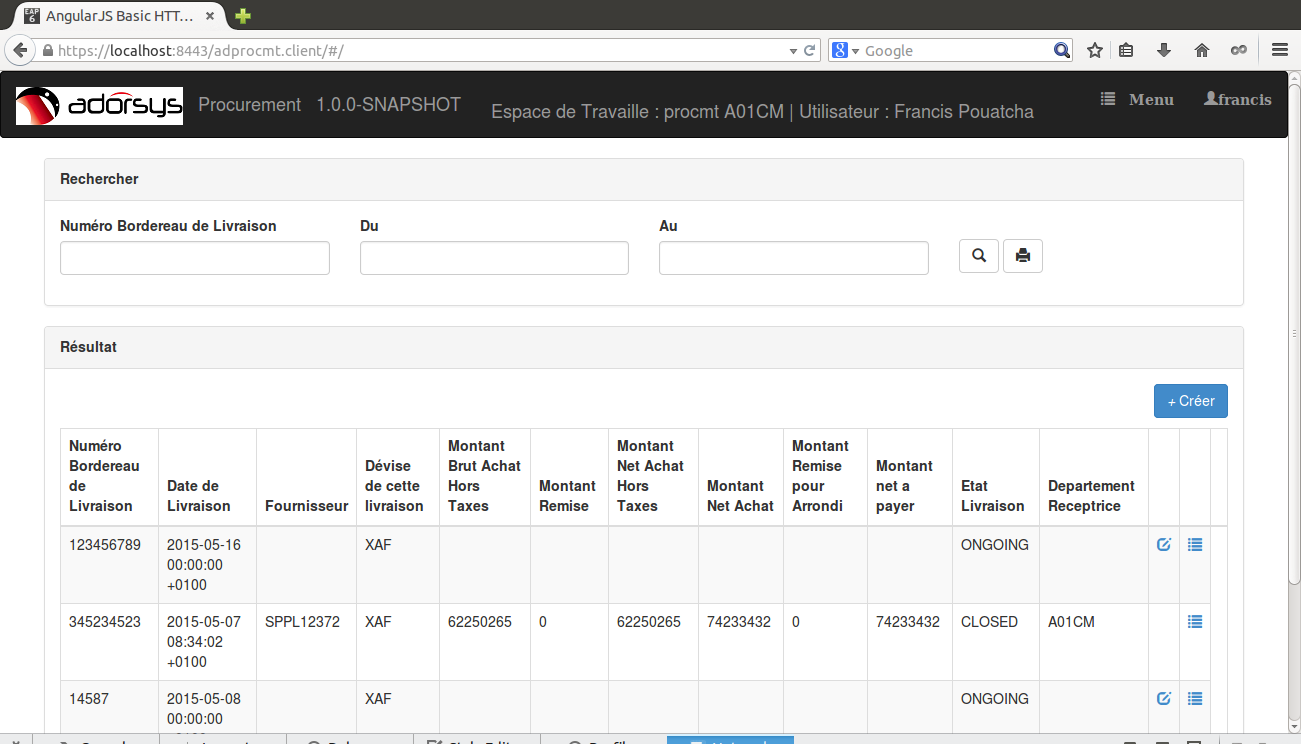 EAP 6 AngularJS Basic HTT... ×
https://localhost:8443/adprocmt.client/#/ 8 Google
adorsys Procurement 1.0.0-SNAPSHOT Espace de Travaille : procmt A01CM | Utilisateur : Francis Pouatcha Menu francis
Rechercher
Numéro Bordereau de Livraison Du Au
Résultat
+ Créer
Numéro Bordereau de Livraison Date de Livraison Fournisseur Dévise de cette livraison Montant Brut Achat Hors Taxes Montant Remise Montant Net Achat Hors Taxes Montant Net Achat Montant Remise pour Arrondi Montant net a payer Etat Livraison Departement Receptrice
123456789 2015-05-16 00:00:00 +0100 XAF ONGOING
345234523 2015-05-07 08:34:02 +0100 SPPL12372 XAF 62250265 0 62250265 74233432 0 74233432 CLOSED A01CM
14587 2015-05-08 00:00:00 XAF ONGOING